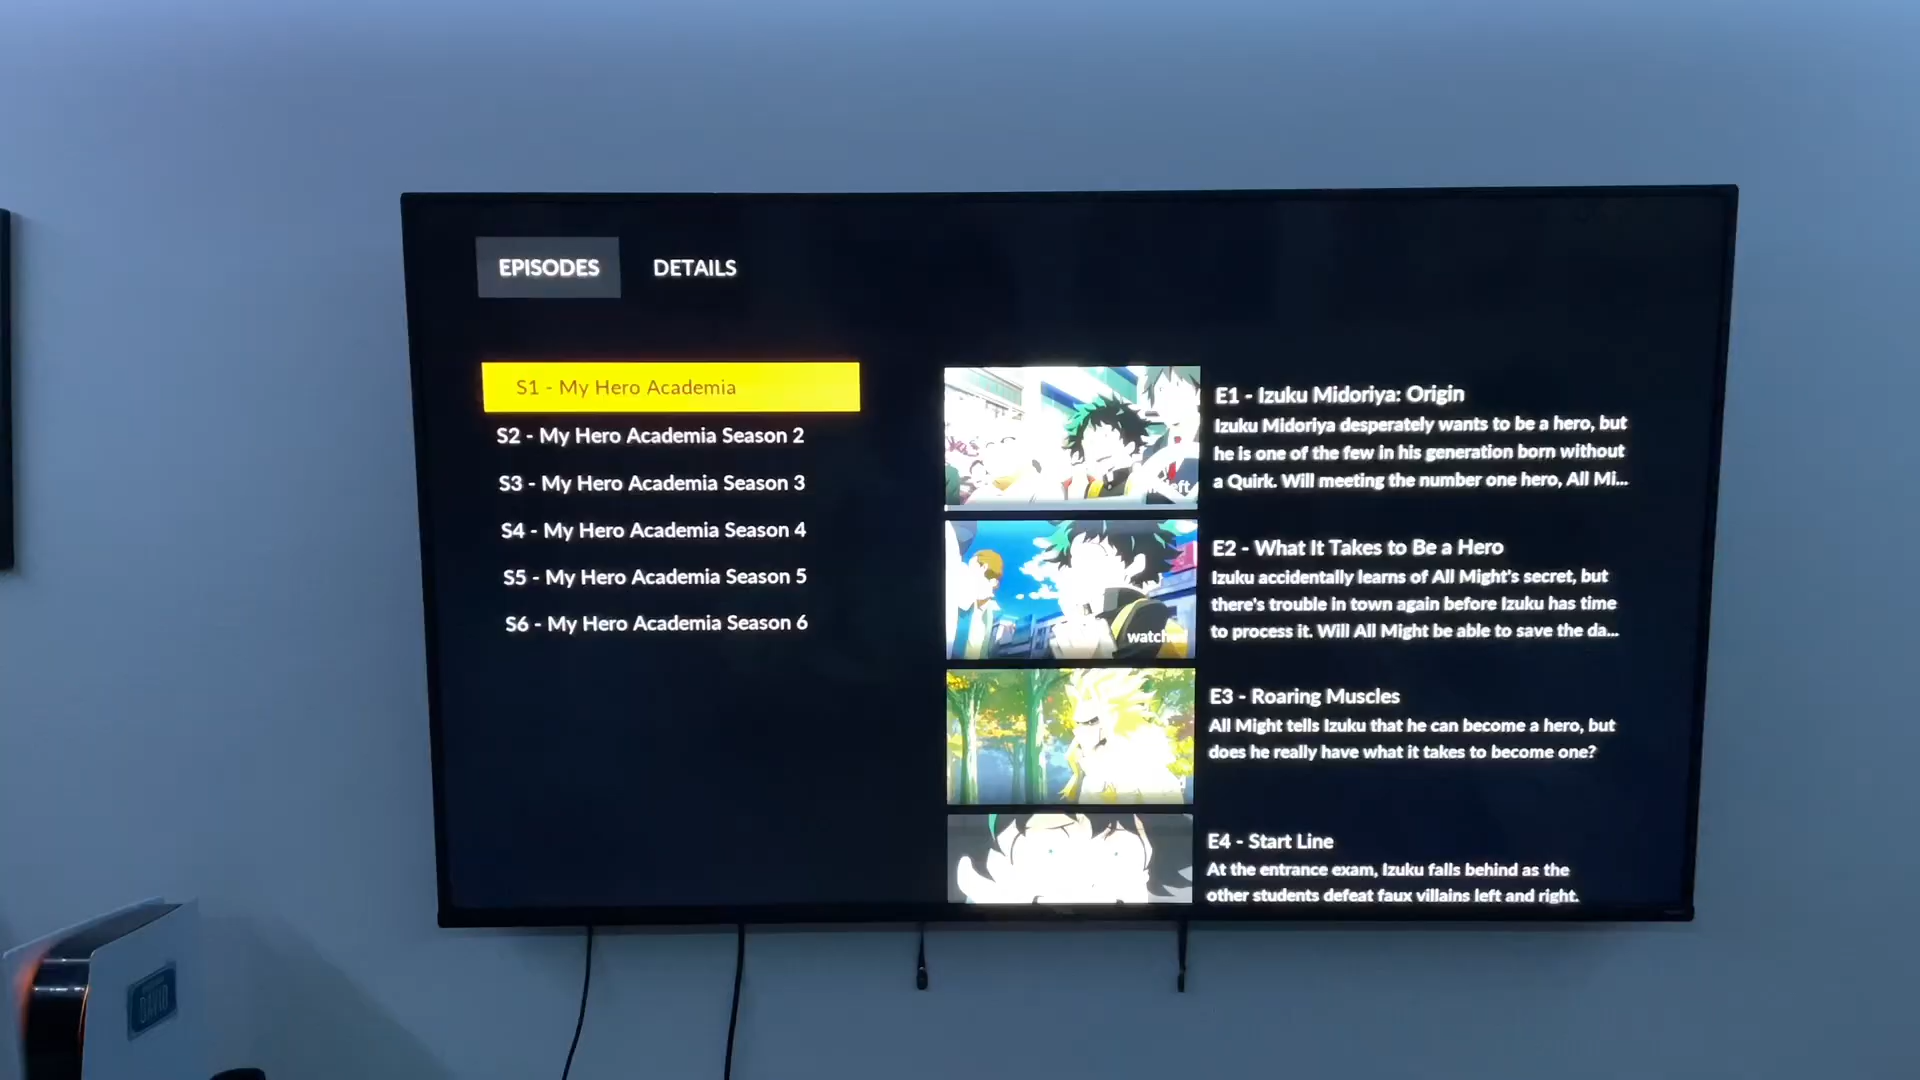 EPISODES DETAILS
S1 - My Hero Academia
S2 - My Hero Academia Season 2
S3 - My Hero Academia Season 3
S4 - My Hero Academia Season 4
S5 - My Hero Academia Season 5
S6 - My Hero Academia Season 6
left
E1 - Izuku Midoriya: Origin
Izuku Midoriya desperately wants to be a hero, but
he is one of the few in his generation born without
a Quirk. Will meeting the number one hero, All Mi...
watched
E2 - What It Takes to Be a Hero
Izuku accidentally learns of All Might's secret, but
there's trouble in town again before Izuku has time
to process it. Will All Might be able to save the da...
E3 - Roaring Muscles
All Might tells Izuku that he can become a hero, but
does he really have what it takes to become one?
E4 - Start Line
At the entrance exam, Izuku falls behind as the
other students defeat faux villains left and right.
DAVID